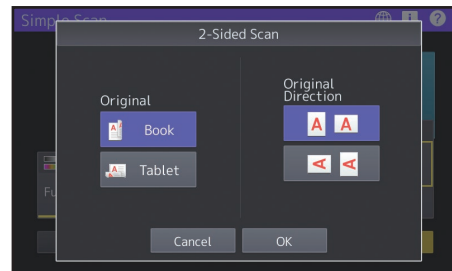 Simple Scan
2-Sided Scan
Original
Book
Tablet
Original
Direction
A A
A A
Cancel
OK